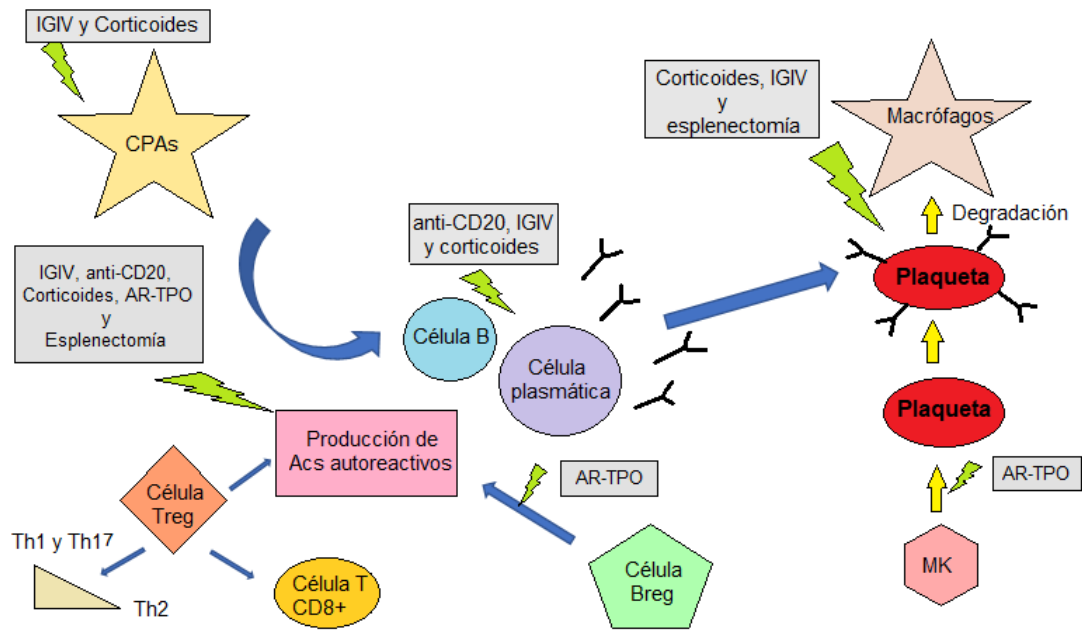 IGIV y Corticoides
CPAs
Corticoides, IGIV
y
esplenectomía
Macrófagos
Degradación
anti-CD20, IGIV
y corticoides
IGIV, anti-CD20,
Corticoides, AR-TPO
y
Esplenectomía
Plaqueta
Célula B
Célula
plasmática
Plaqueta
Producción de
Acs autoreactivos
AR-TPO
AR-TPO
Célula
Treg
Th1 y Th17
Th2
Célula T
CD8+
Célula
Breg
MK